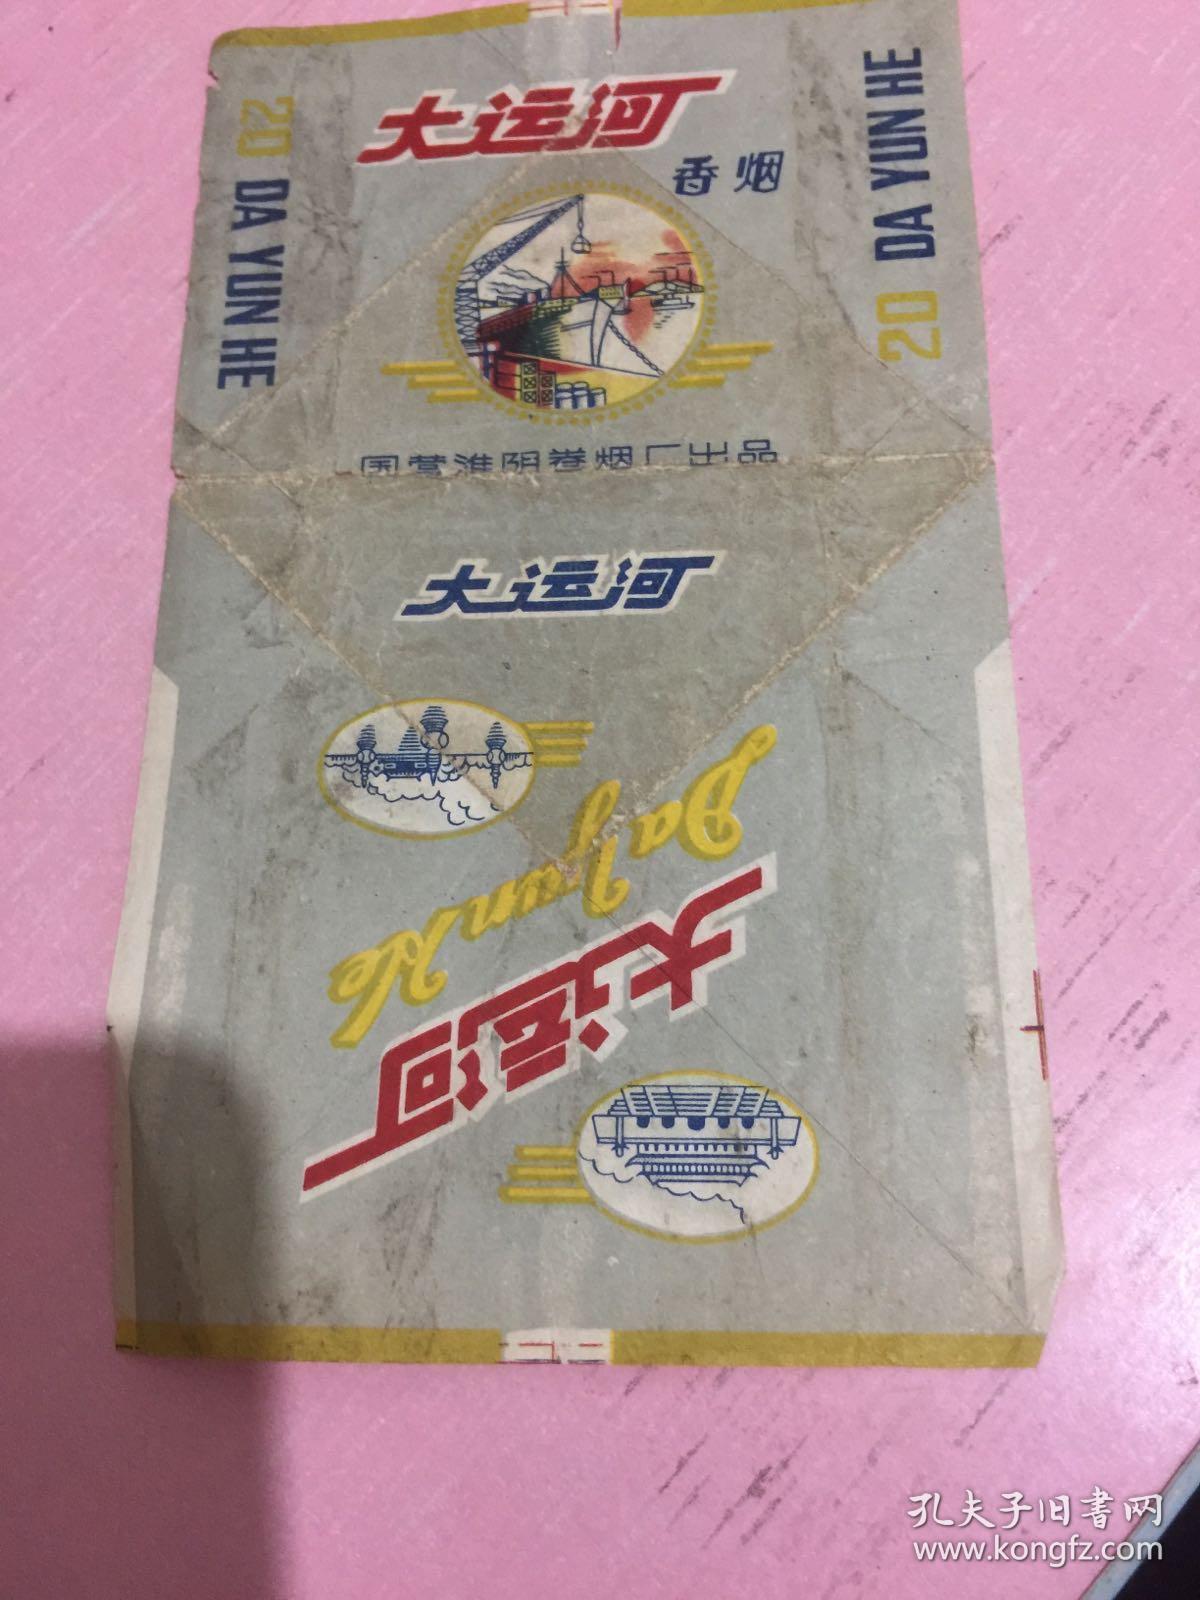 大运河
香烟
20 DA YUN HE
20 DA YUN HE
国营淮阴卷烟厂出品
大运河
Da Yun He
大运河
孔夫子旧书网
www.kongfz.com